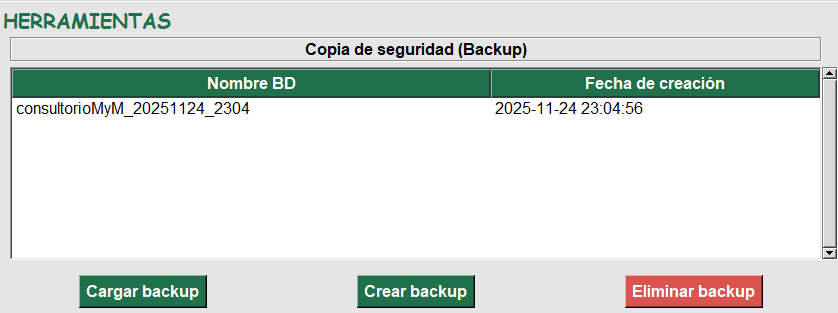 HERRAMIENTAS
Copia de seguridad (Backup)
Nombre BD Fecha de creación
consultorioMyM_20251124_2304 2025-11-24 23:04:56
Cargar backup Crear backup Eliminar backup